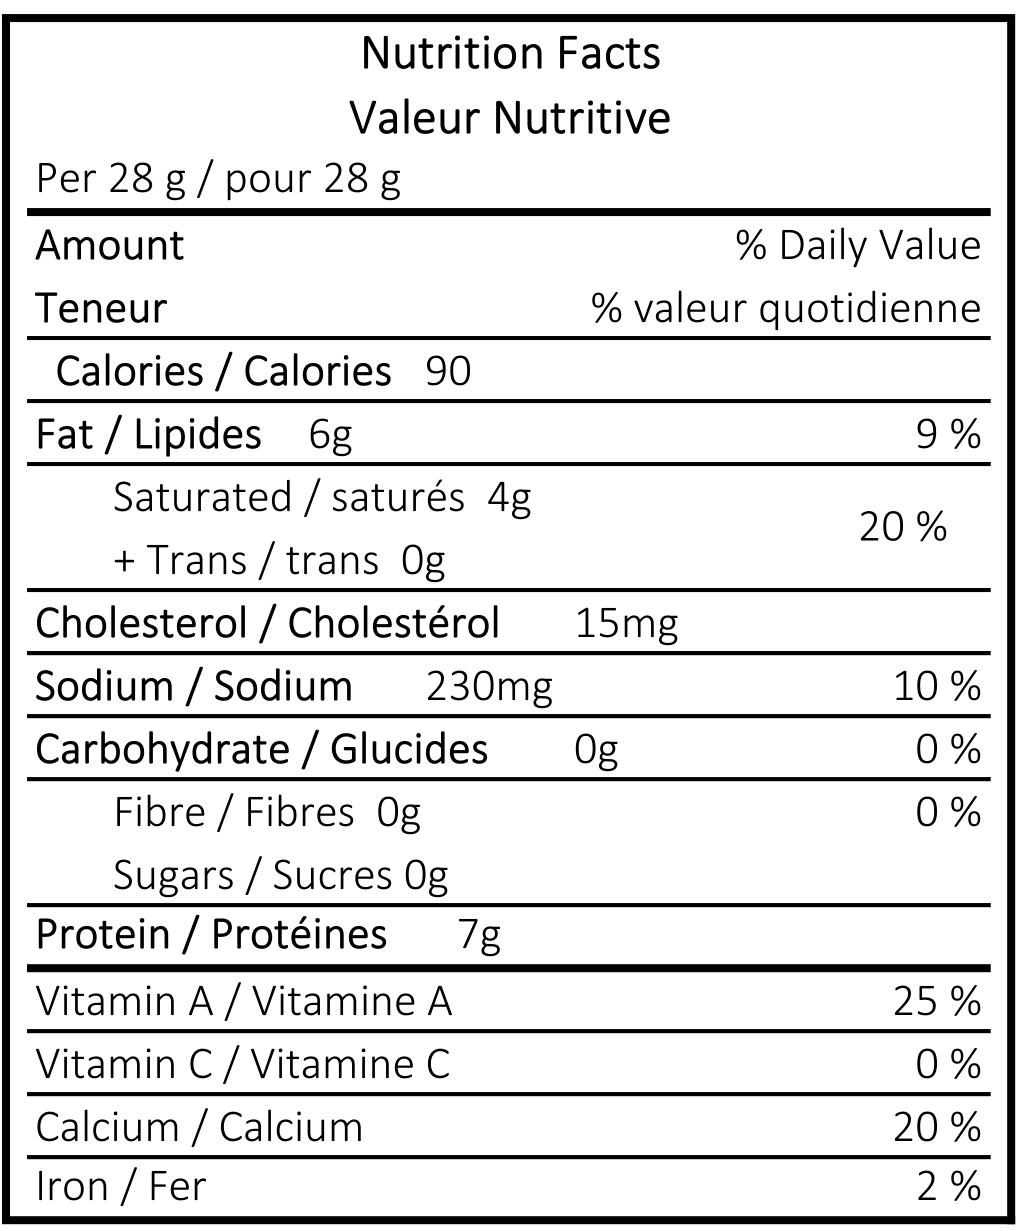 Nutrition Facts
Valeur Nutritive
Per 28 g / pour 28 g
Amount % Daily Value
Teneur % valeur quotidienne
Calories / Calories 90
Fat / Lipides 6g 9 %
Saturated / saturés 4g
20 %
+ Trans / trans 0g
Cholesterol / Cholestérol 15mg
Sodium / Sodium 230mg 10 %
Carbohydrate / Glucides 0g 0 %
Fibre / Fibres 0g 0 %
Sugars / Sucres 0g
Protein / Protéines 7g
Vitamin A / Vitamine A 25 %
Vitamin C / Vitamine C 0 %
Calcium / Calcium 20 %
Iron / Fer 2 %